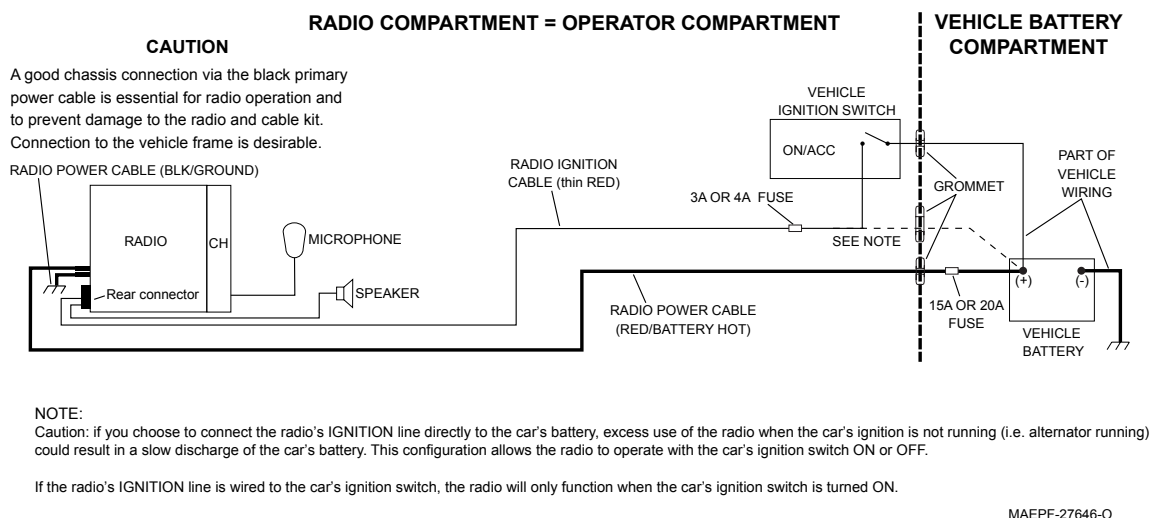 RADIO COMPARTMENT = OPERATOR COMPARTMENT
VEHICLE BATTERY
COMPARTMENT
CAUTION
A good chassis connection via the black primary
power cable is essential for radio operation and
to prevent damage to the radio and cable kit.
Connection to the vehicle frame is desirable.
RADIO POWER CABLE (BLK/GROUND)
RADIO
CH
Rear connector
MICROPHONE
SPEAKER
RADIO IGNITION
CABLE (thin RED)
3A OR 4A FUSE
VEHICLE
IGNITION SWITCH
ON/ACC
SEE NOTE
GROMMET
PART OF
VEHICLE
WIRING
RADIO POWER CABLE
(RED/BATTERY HOT)
15A OR 20A
FUSE
(+)
(-)
VEHICLE
BATTERY
NOTE:
Caution: if you choose to connect the radio's IGNITION line directly to the car's battery, excess use of the radio when the car's ignition is not running (i.e. alternator running)
could result in a slow discharge of the car's battery. This configuration allows the radio to operate with the car's ignition switch ON or OFF.
If the radio's IGNITION line is wired to the car's ignition switch, the radio will only function when the car's ignition switch is turned ON.
MAEPF-27646-O